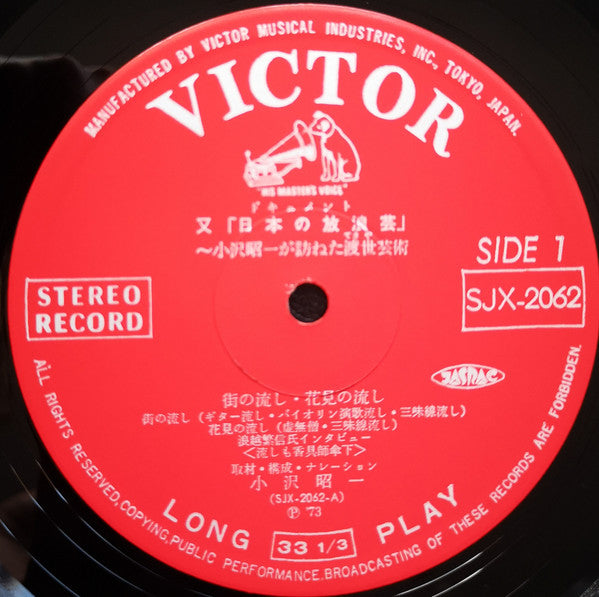 MANUFACTURED BY VICTOR MUSICAL INDUSTRIES, INC., TOKYO, JAPAN.
VICTOR
"HIS MASTER'S VOICE"
ドキュメント
又「日本の放浪芸」
～小沢昭一が訪ねた渡世芸術
SIDE 1
STEREO
RECORD
SJX-2062
JASRAC
街の流し・花見の流し
街の流し (ギター流し・バイオリン演歌流し・三味線流し)
花見の流し (虚無僧・三味線流し)
浪越繁信氏インタビュー
<流しも香具師傘下>
取材・構成・ナレーション
小沢昭一
(SJX-2062-A)
Ⓟ '73
LONG PLAY
33 1/3
ALL RIGHTS RESERVED, COPYING, PUBLIC PERFORMANCE, BROADCASTING OF THESE RECORDS ARE FORBIDDEN.